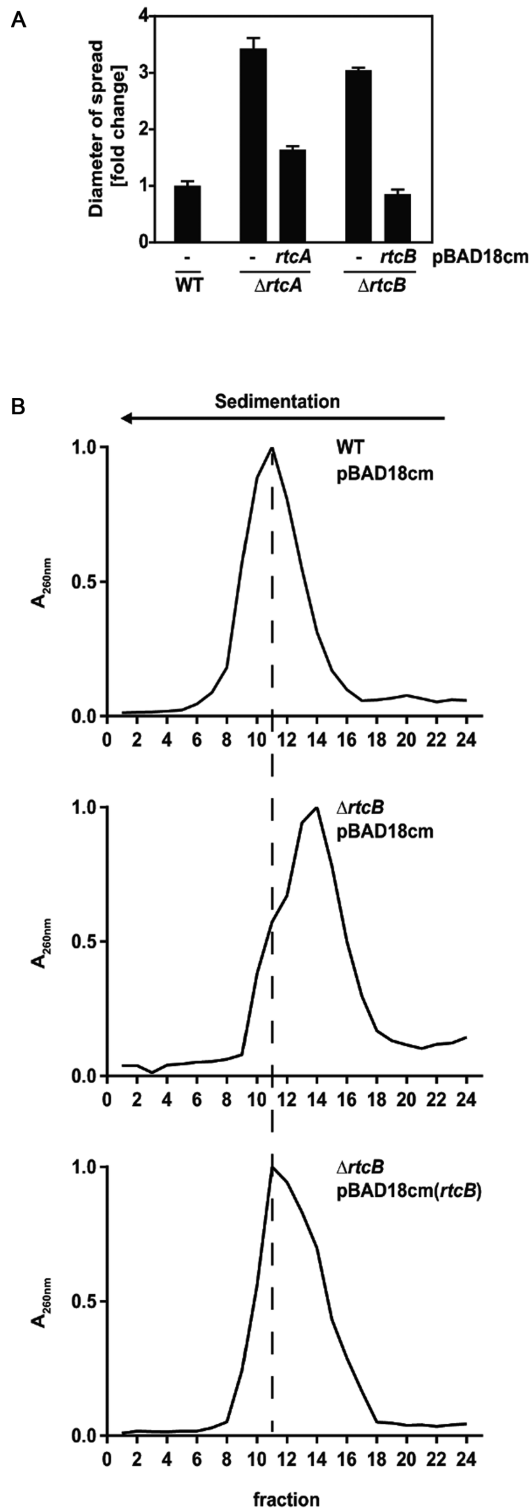 A
4
3
2
1
0
Diameter of spread
[fold change]
- - rtcA - rtcB pBAD18cm
WT ΔrtcA ΔrtcB
B
Sedimentation
WT
pBAD18cm
1.0
0.5
0.0
A260nm
0 2 4 6 8 10 12 14 16 18 20 22 24
ΔrtcB
pBAD18cm
1.0
0.5
0.0
A260nm
0 2 4 6 8 10 12 14 16 18 20 22 24
ΔrtcB
pBAD18cm(rtcB)
1.0
0.5
0.0
A260nm
0 2 4 6 8 10 12 14 16 18 20 22 24
fraction